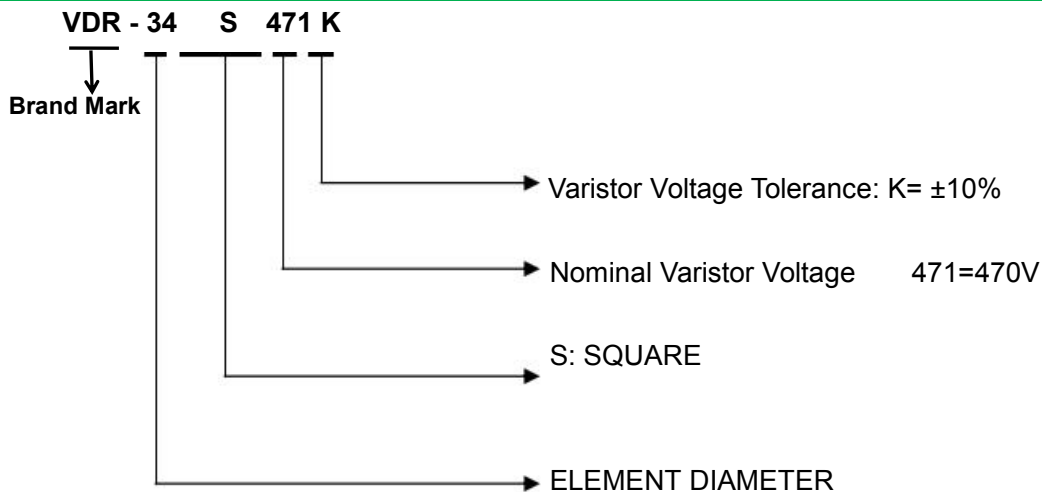 VDR - 34 S 471 K
Brand Mark
Varistor Voltage Tolerance: K= ±10%
Nominal Varistor Voltage 471=470V
S: SQUARE
ELEMENT DIAMETER